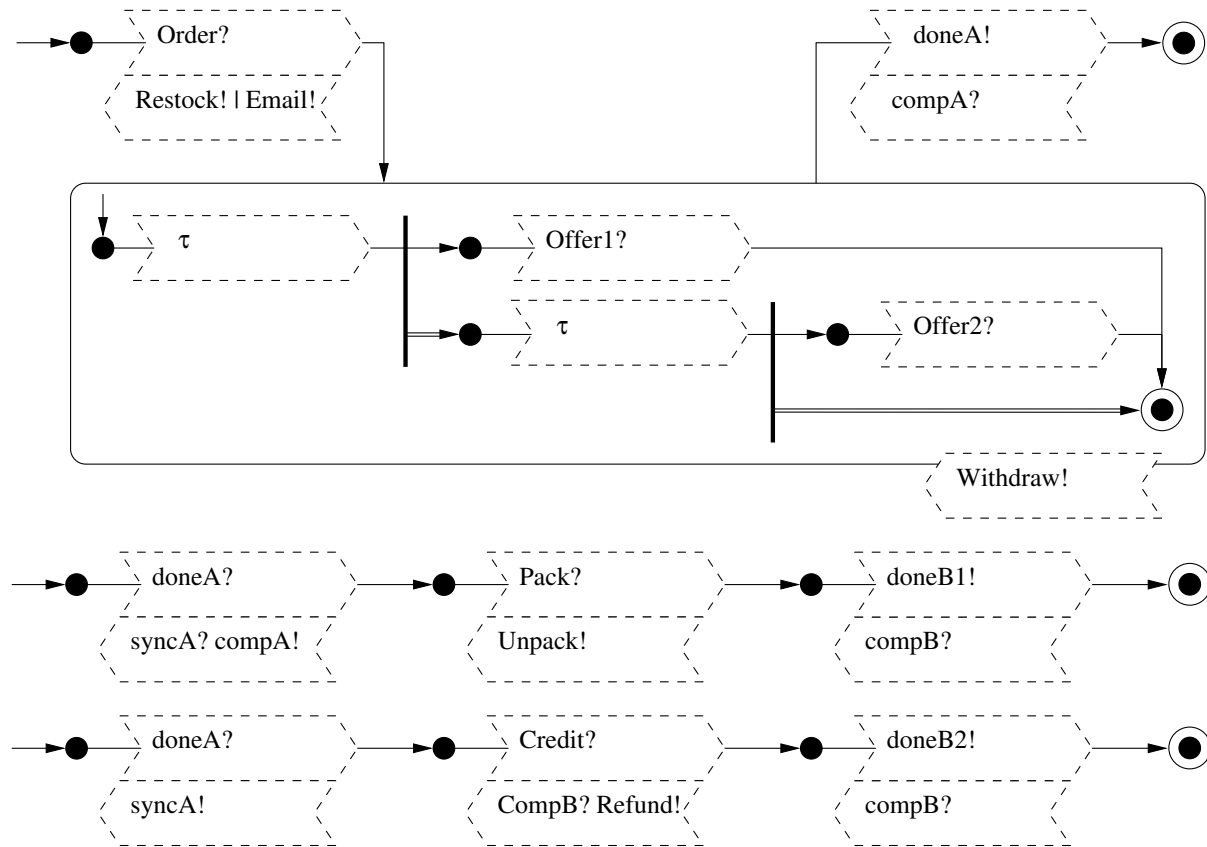 Order?
Restock! | Email!
doneA!
compA?
τ
Offer1?
τ
Offer2?
Withdraw!
doneA?
syncA? compA!
Pack?
Unpack!
doneB1!
compB?
doneA?
syncA!
Credit?
CompB? Refund!
doneB2!
compB?